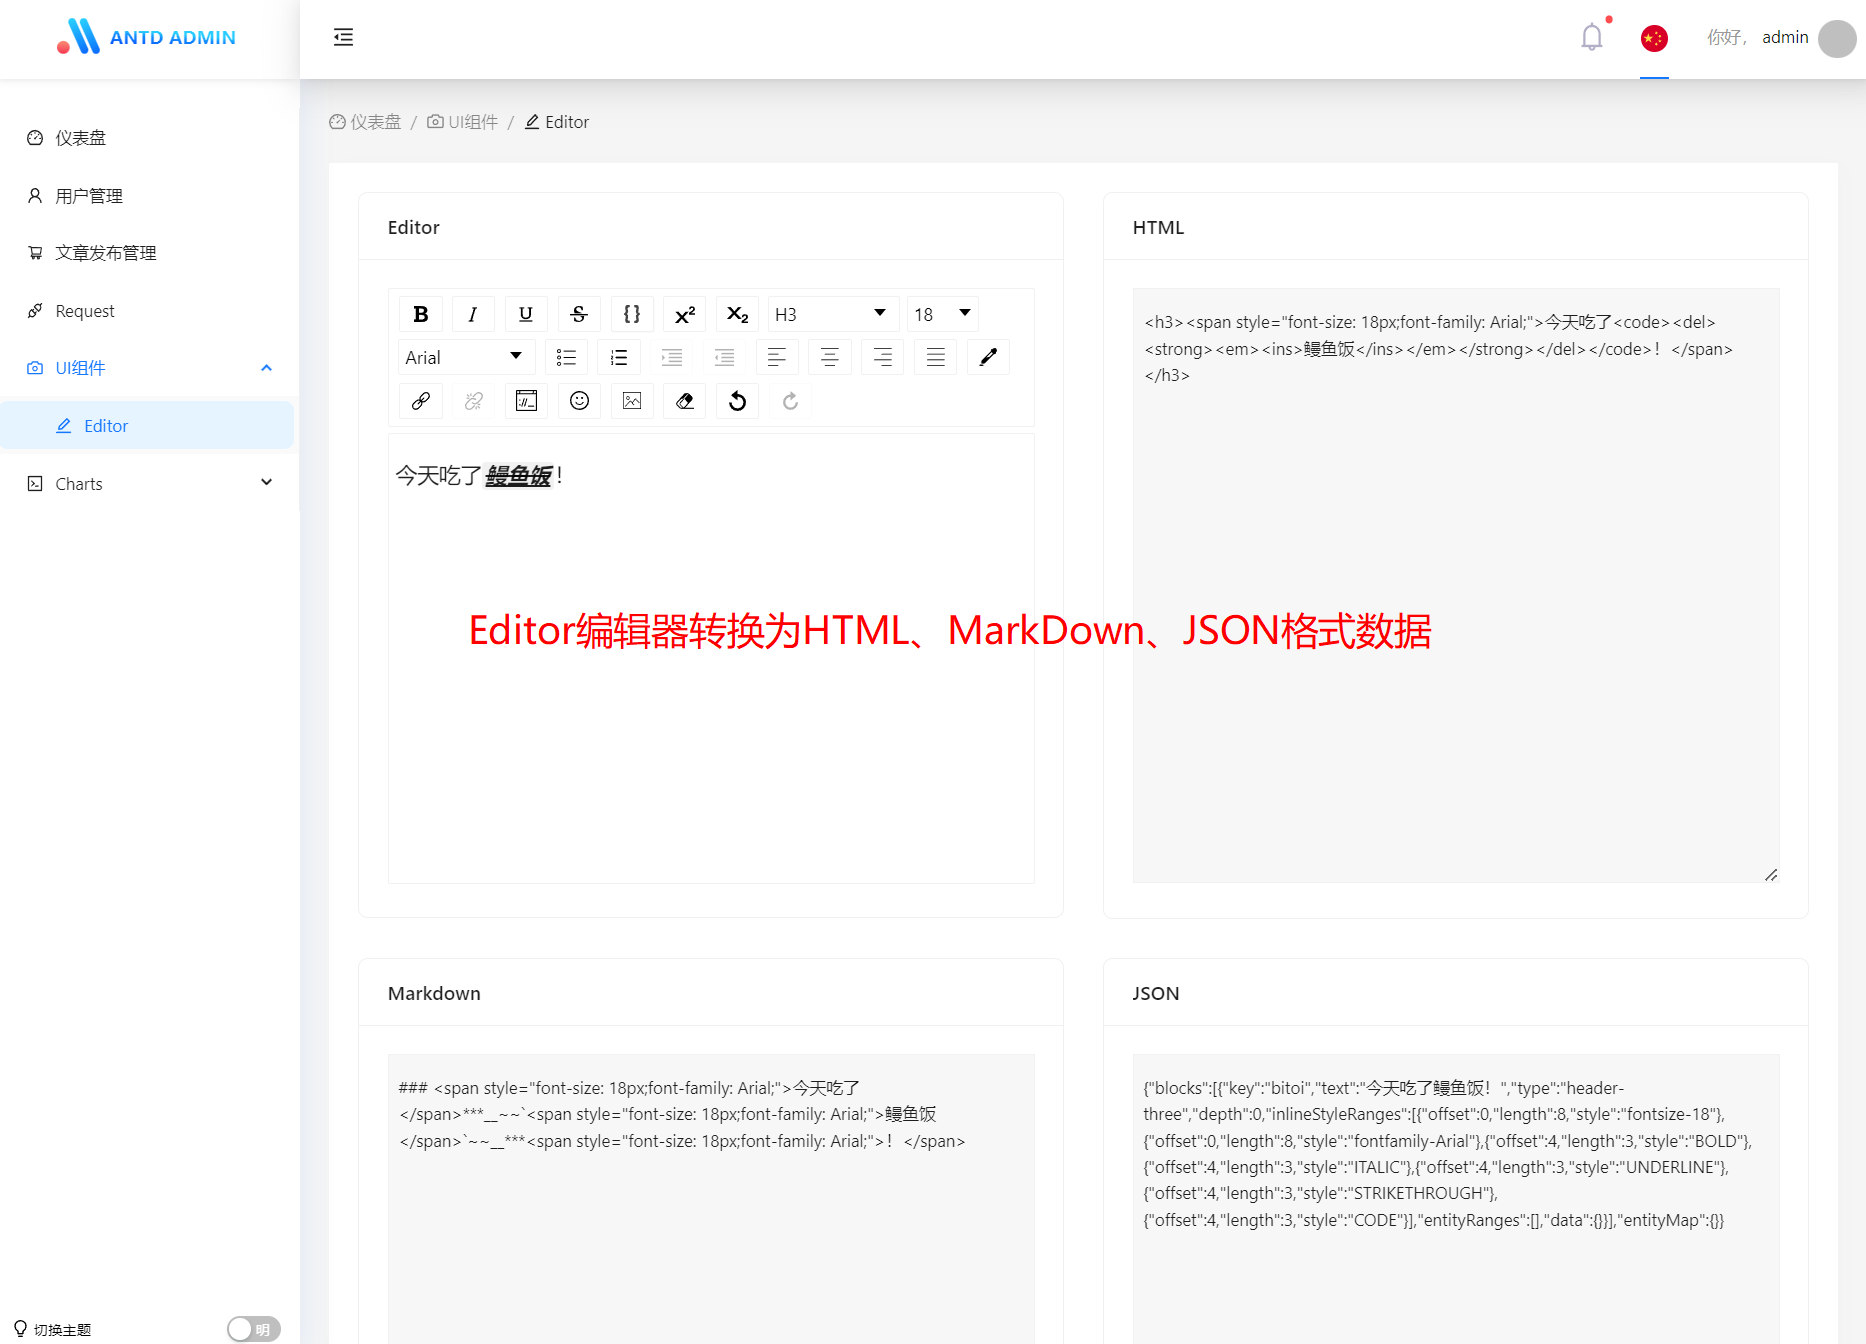 ANTD ADMIN
你好， admin
仪表盘
用户管理
文章发布管理
Request
UI组件
Editor
Charts
切换主题
明
仪表盘 / UI组件 / Editor
Editor
B I U S {} x² x₂ H3 18
Arial
今天吃了鳗鱼饭！
HTML
<h3><span style="font-size: 18px;font-family: Arial;">今天吃了<code><del>
<strong><em><ins>鳗鱼饭</ins></em></strong></del></code>！</span>
</h3>
Editor编辑器转换为HTML、MarkDown、JSON格式数据
Markdown
### <span style="font-size: 18px;font-family: Arial;">今天吃了
</span>***__~~`<span style="font-size: 18px;font-family: Arial;">鳗鱼饭
</span>`~~__***<span style="font-size: 18px;font-family: Arial;">！</span>
JSON
{"blocks":[{"key":"bitoi","text":"今天吃了鳗鱼饭！","type":"header-
three","depth":0,"inlineStyleRanges":[{"offset":0,"length":8,"style":"fontsize-18"},
{"offset":0,"length":8,"style":"fontfamily-Arial"},{"offset":4,"length":3,"style":"BOLD"},
{"offset":4,"length":3,"style":"ITALIC"},{"offset":4,"length":3,"style":"UNDERLINE"},
{"offset":4,"length":3,"style":"STRIKETHROUGH"},
{"offset":4,"length":3,"style":"CODE"}],"entityRanges":[],"data":{}}],"entityMap":{}}